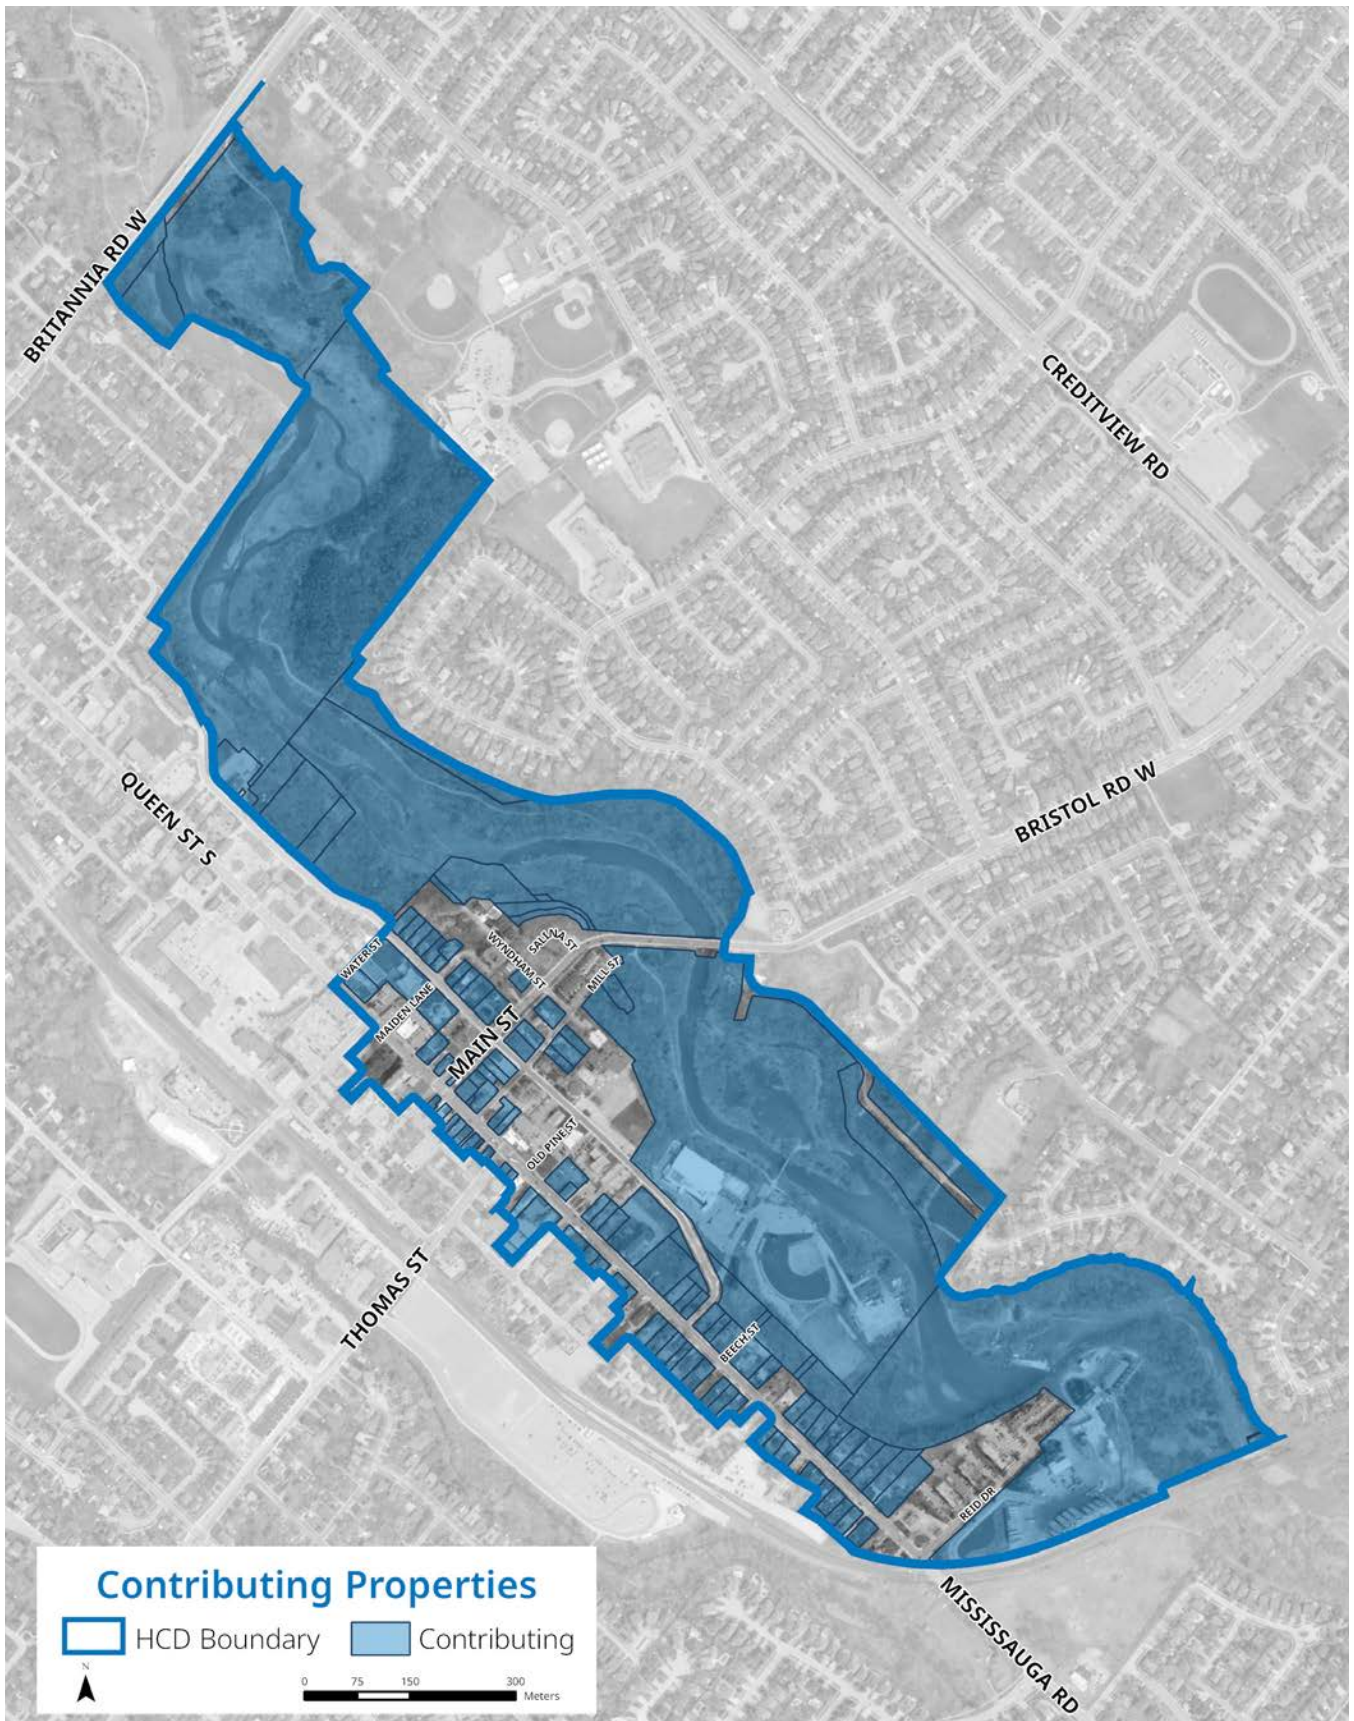 BRITANNIA RD W
CREDITVIEW RD
QUEEN ST S
BRISTOL RD W
WATER ST
WYNDHAM ST
SALINA ST
MILL ST
MAIDEN LANE
MAIN ST
OLD PINE ST
THOMAS ST
BEECH ST
REID DR
MISSISSAUGA RD
Contributing Properties
HCD Boundary
Contributing
N
0 75 150 300
Meters